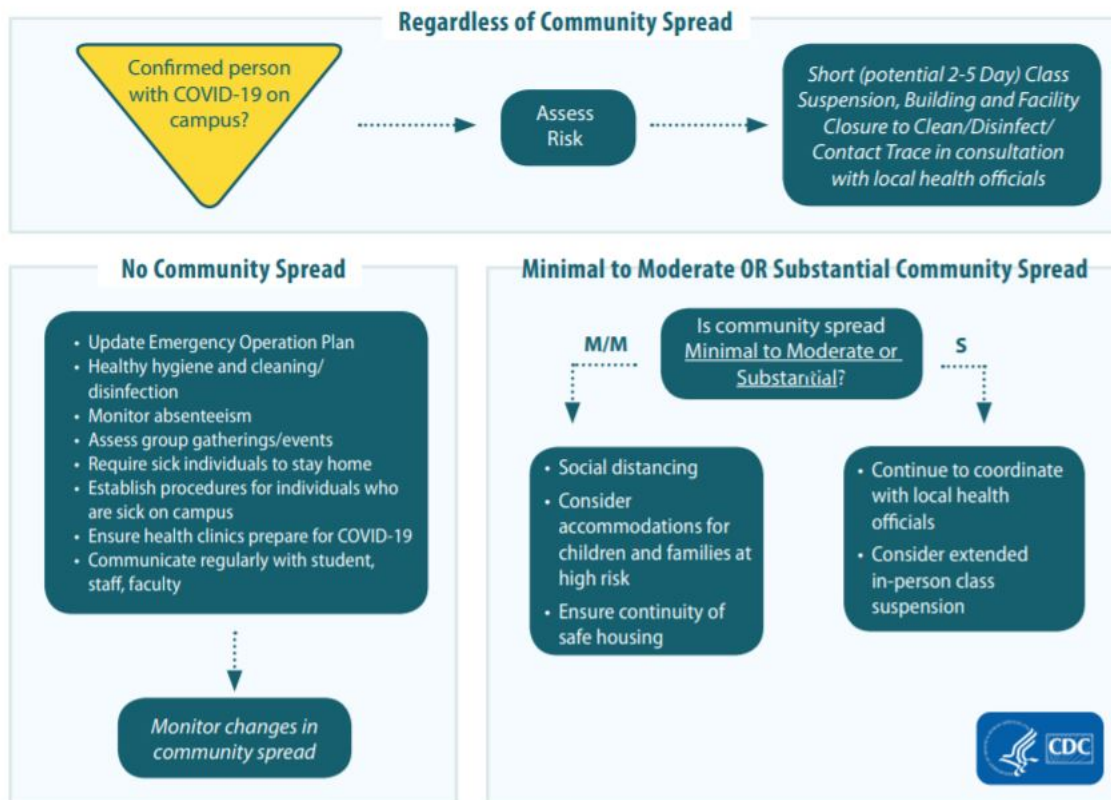 Regardless of Community Spread
Confirmed person
with COVID-19 on
campus?
Assess
Risk
Short (potential 2-5 Day) Class
Suspension, Building and Facility
Closure to Clean/Disinfect/
Contact Trace in consultation
with local health officials
No Community Spread
• Update Emergency Operation Plan
• Healthy hygiene and cleaning/
disinfection
• Monitor absenteeism
• Assess group gatherings/events
• Require sick individuals to stay home
• Establish procedures for individuals who
are sick on campus
• Ensure health clinics prepare for COVID-19
• Communicate regularly with student,
staff, faculty
Monitor changes in
community spread
Minimal to Moderate OR Substantial Community Spread
Is community spread
Minimal to Moderate or
Substantial?
M/M
S
• Social distancing
• Consider
accommodations for
children and families at
high risk
• Ensure continuity of
safe housing
• Continue to coordinate
with local health
officials
• Consider extended
in-person class
suspension
CDC